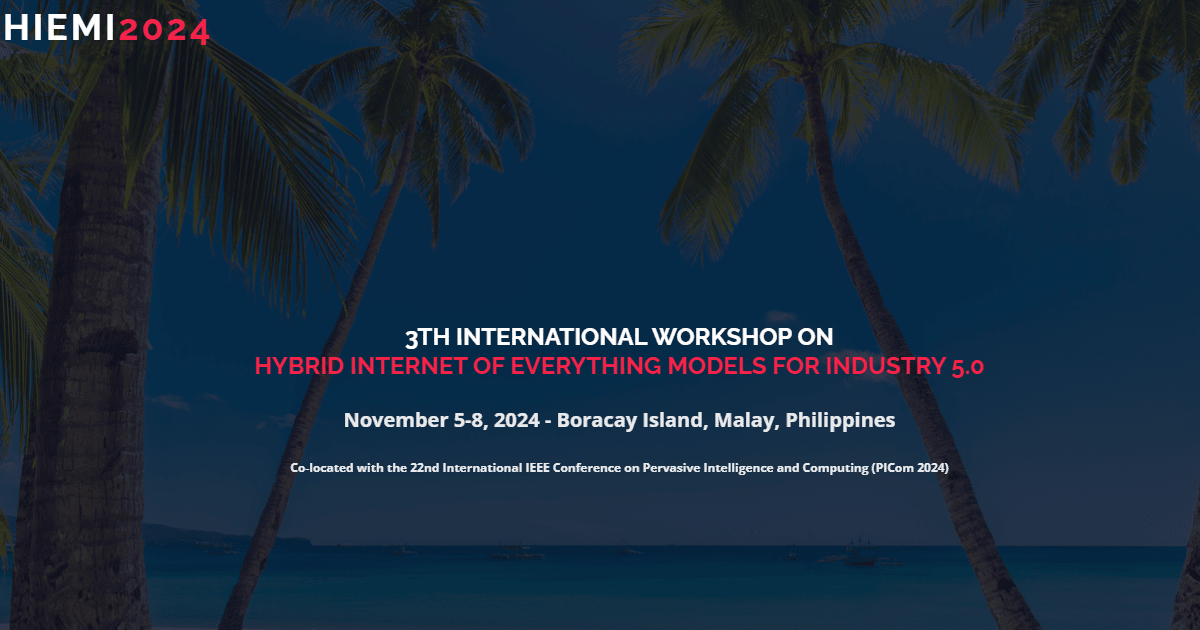 HIEMI2024
3TH INTERNATIONAL WORKSHOP ON
HYBRID INTERNET OF EVERYTHING MODELS FOR INDUSTRY 5.0
November 5-8, 2024 - Boracay Island, Malay, Philippines
Co-located with the 22nd International IEEE Conference on Pervasive Intelligence and Computing (PICom 2024)